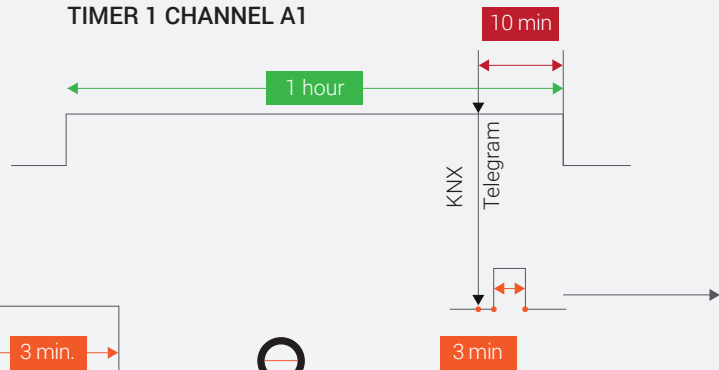 TIMER 1 CHANNEL A1
10 min
1 hour
KNX
Telegram
3 min.
3 min